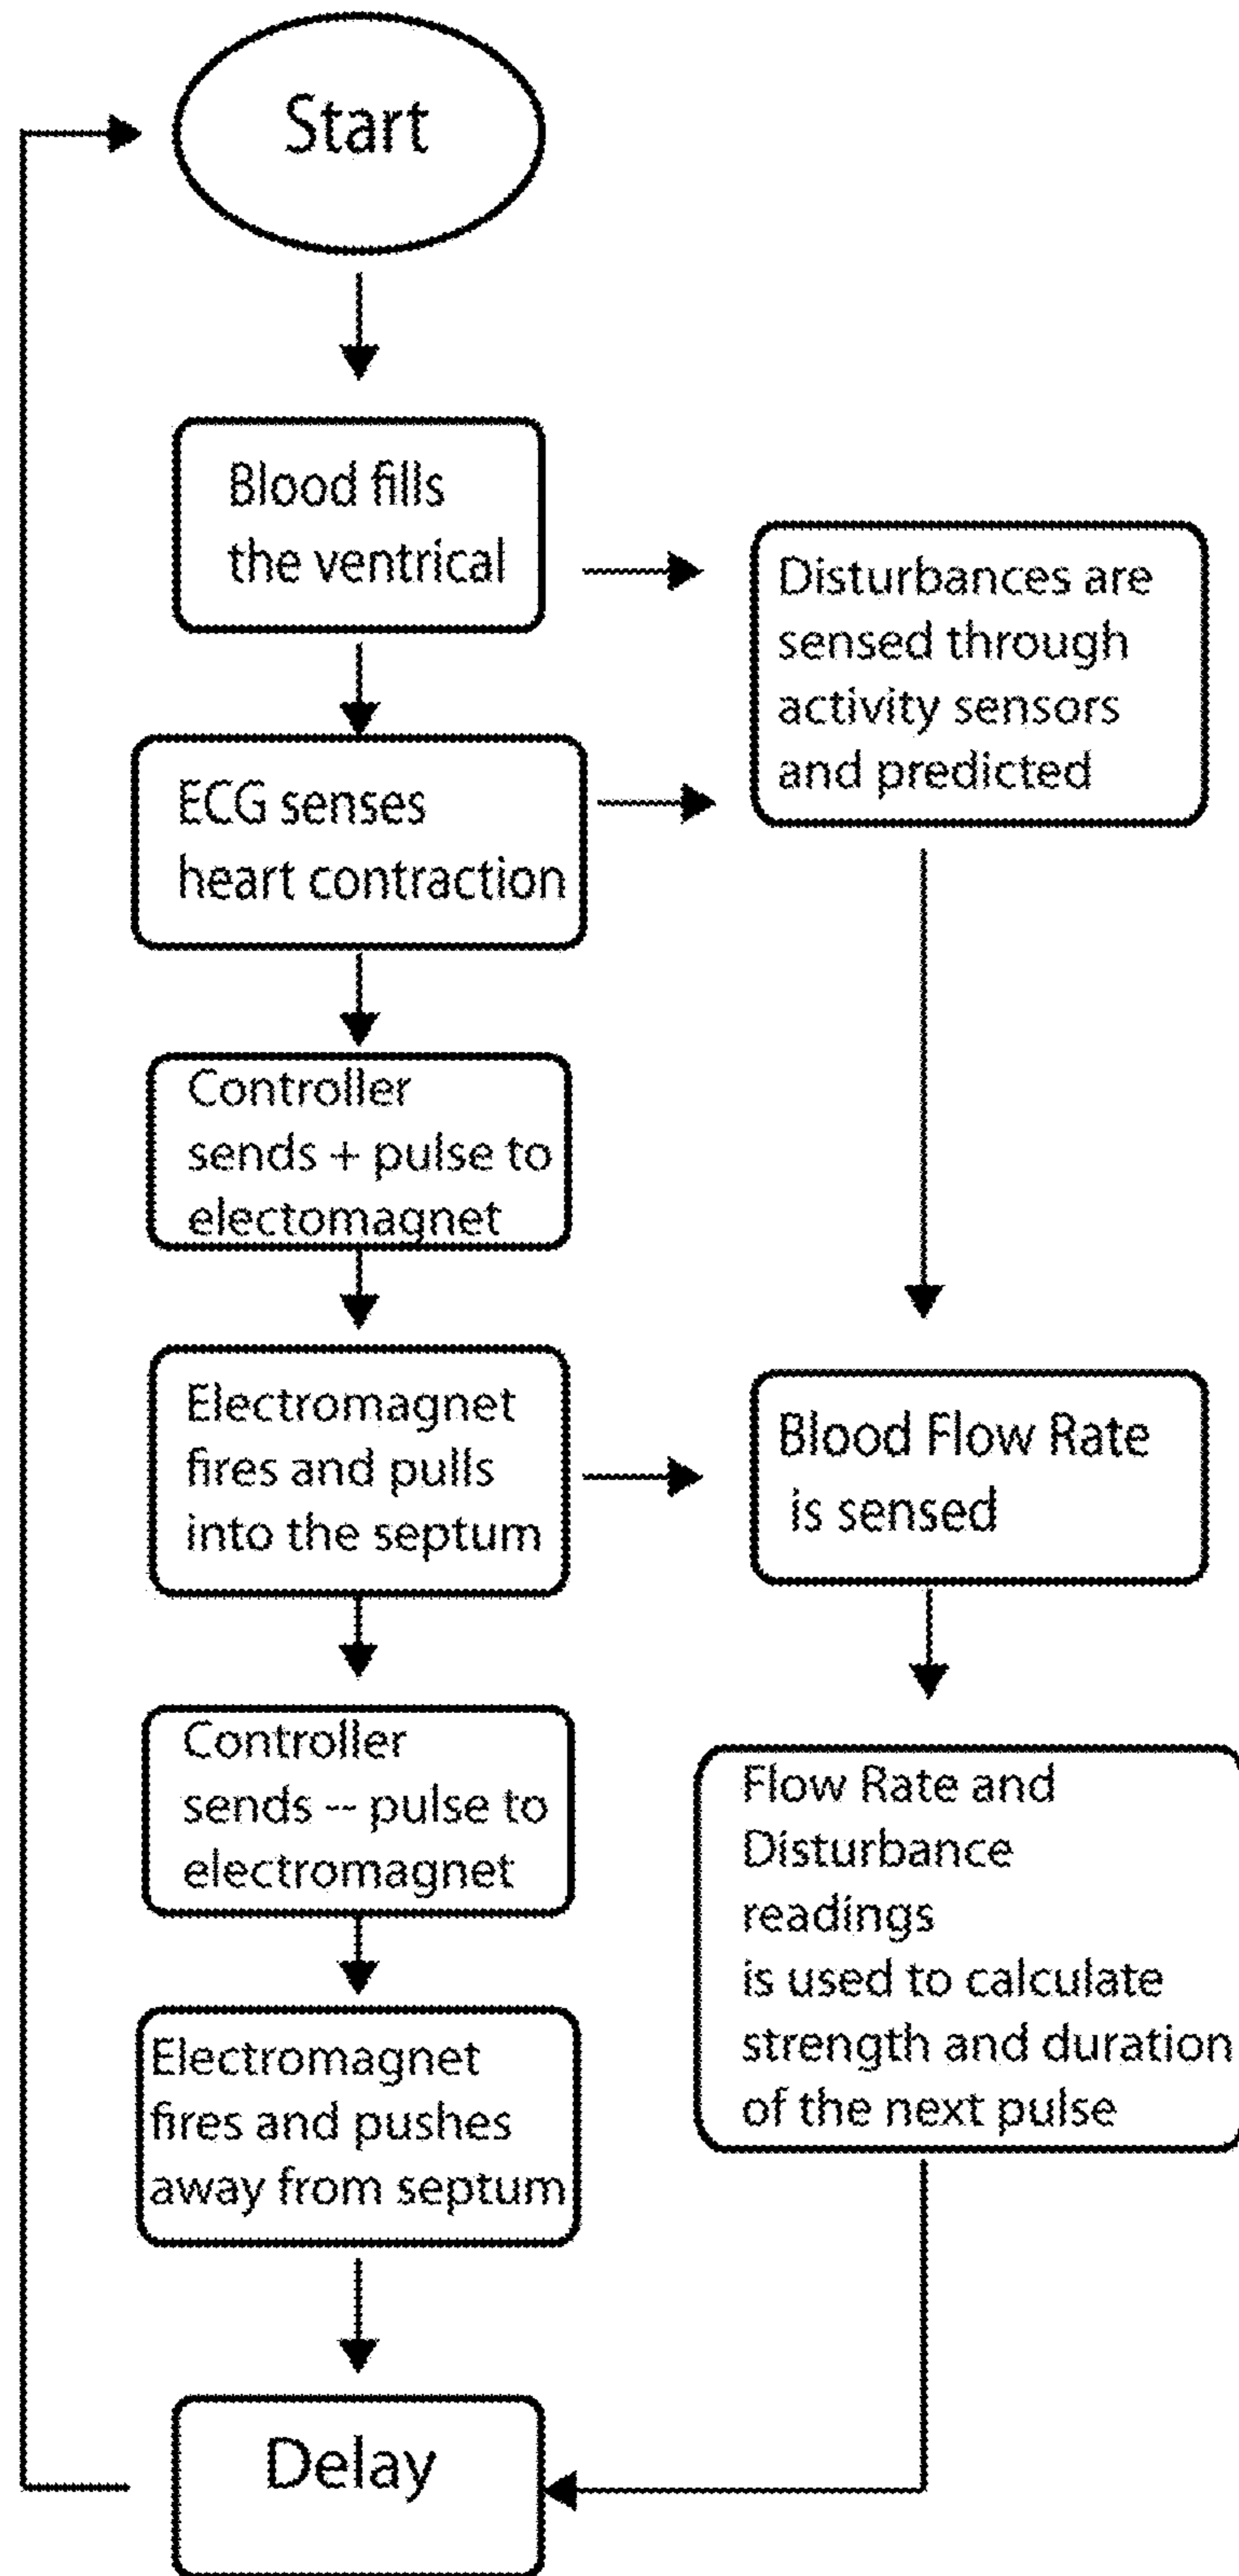 Start
Blood fills
the ventrical
Disturbances are
sensed through
activity sensors
and predicted
ECG senses
heart contraction
Controller
sends + pulse to
electomagnet
Electromagnet
fires and pulls
into the septum
Blood Flow Rate
is sensed
Controller
sends -- pulse to
electromagnet
Flow Rate and
Disturbance
readings
is used to calculate
strength and duration
of the next pulse
Electromagnet
fires and pushes
away from septum
Delay